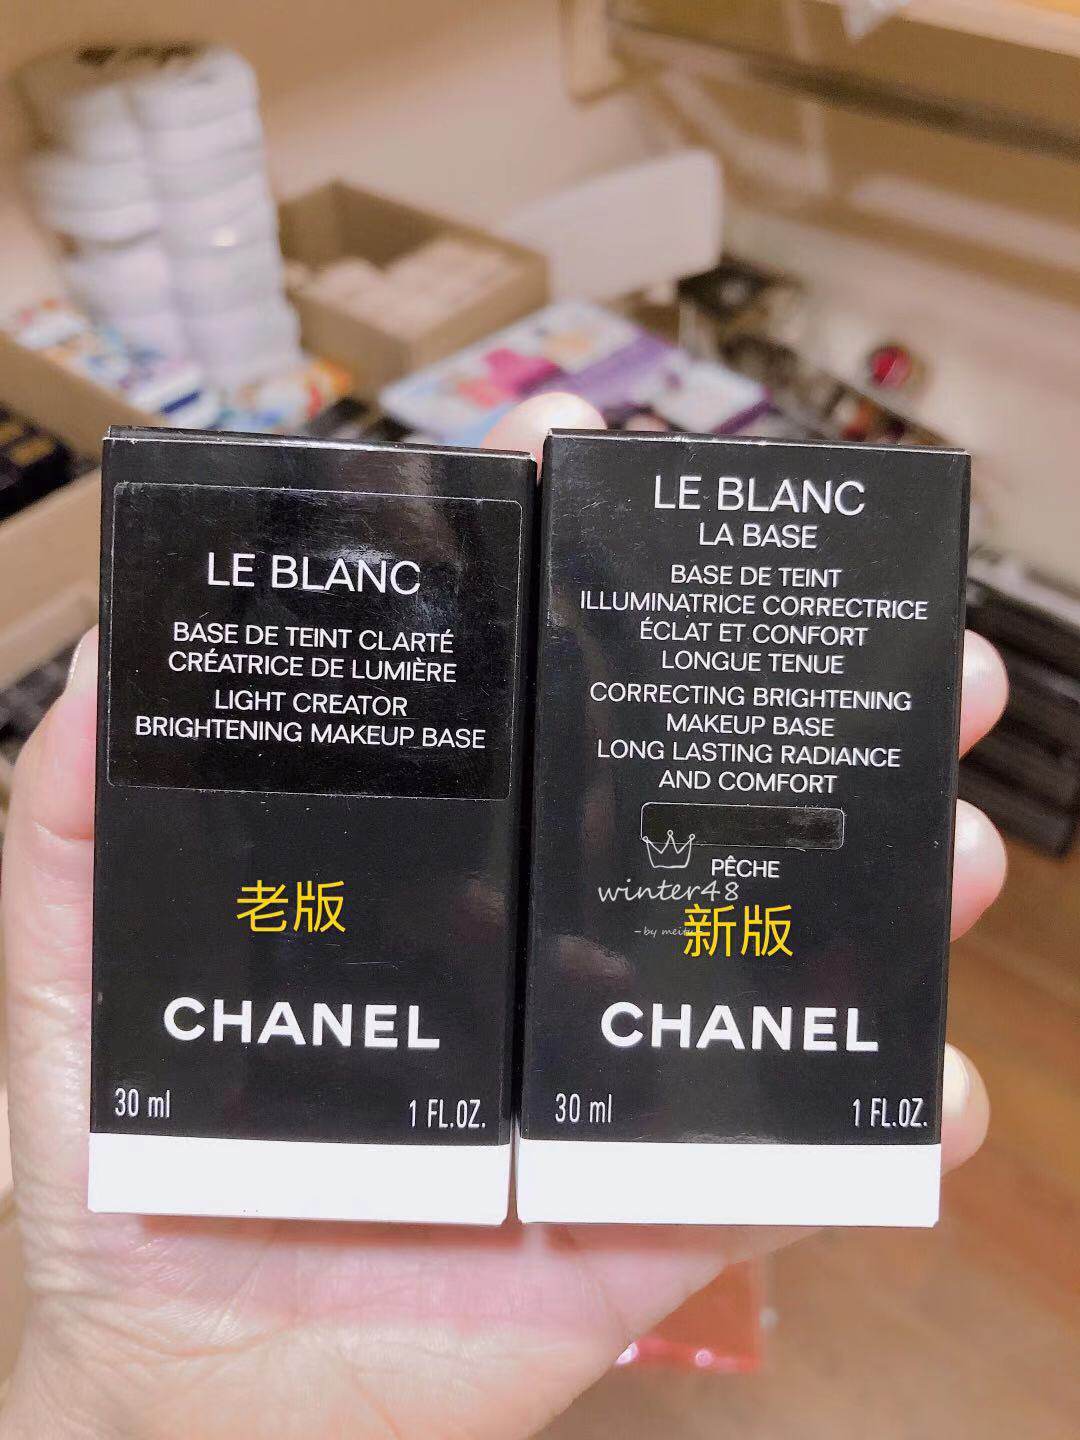 LE BLANC
BASE DE TEINT CLARTÉ
CRÉATRICE DE LUMIÈRE
LIGHT CREATOR
BRIGHTENING MAKEUP BASE
老版
CHANEL
30 ml
1 FL.OZ.
LE BLANC
LA BASE
BASE DE TEINT
ILLUMINATRICE CORRECTRICE
ÉCLAT ET CONFORT
LONGUE TENUE
CORRECTING BRIGHTENING
MAKEUP BASE
LONG LASTING RADIANCE
AND COMFORT
PÊCHE
winter48
- by
新版
CHANEL
30 ml
1 FL.OZ.